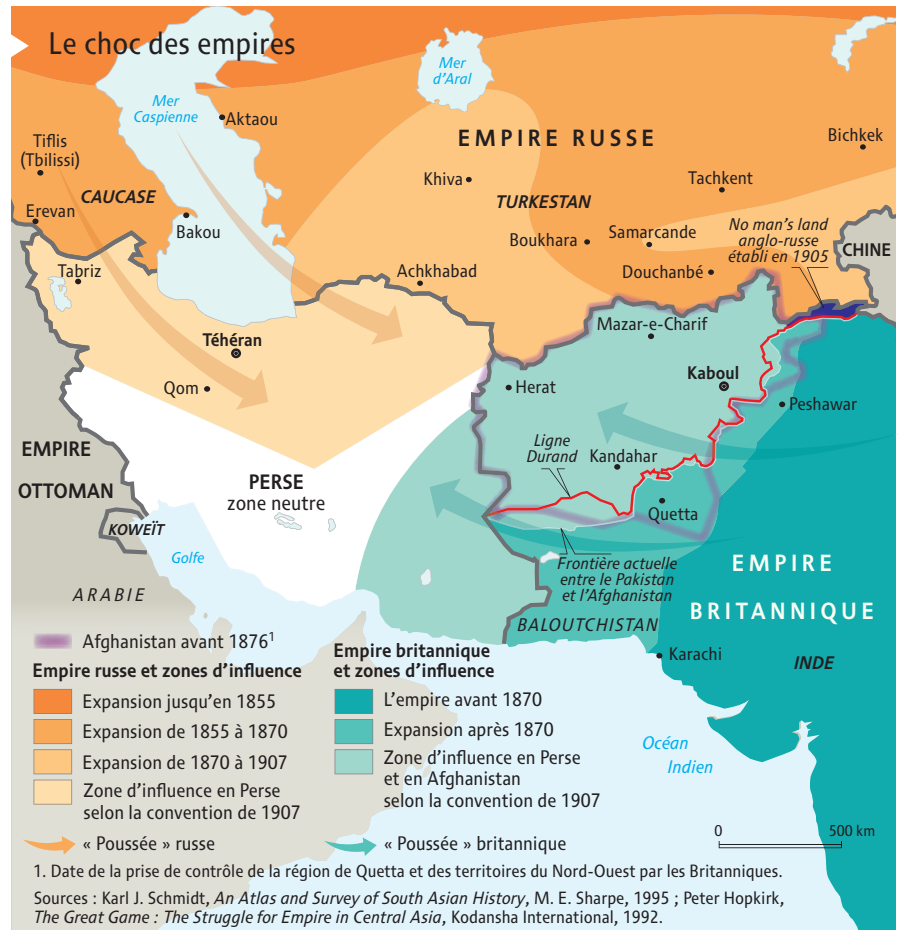 Le choc des empires
Mer
d'Aral
Mer
Caspienne
Aktaou
EMPIRE RUSSE
Bichkek
Tiflis
(Tbilissi)
Khiva
Tachkent
CAUCASE
TURKESTAN
Erevan
Bakou
Boukhara
Samarcande
No man's land
anglo-russe
établi en 1905
CHINE
Tabriz
Achkhabad
Douchanbé
Mazar-e-Charif
Téhéran
Kaboul
Qom
Herat
Peshawar
EMPIRE
OTTOMAN
Ligne
Durand
Kandahar
PERSE
zone neutre
Quetta
KOWEÏT
Golfe
Frontière actuelle
entre le Pakistan
et l'Afghanistan
EMPIRE
BRITANNIQUE
ARABIE
BALOUTCHISTAN
Karachi
INDE
Océan
Indien
Afghanistan avant 1876¹
Empire russe et zones d'influence
Expansion jusqu'en 1855
Expansion de 1855 à 1870
Expansion de 1870 à 1907
Zone d'influence en Perse
selon la convention de 1907
« Poussée » russe
Empire britannique
et zones d'influence
L'empire avant 1870
Expansion après 1870
Zone d'influence en Perse
et en Afghanistan
selon la convention de 1907
« Poussée » britannique
0 500 km
1. Date de la prise de contrôle de la région de Quetta et des territoires du Nord-Ouest par les Britanniques.
Sources : Karl J. Schmidt, An Atlas and Survey of South Asian History, M. E. Sharpe, 1995 ; Peter Hopkirk,
The Great Game : The Struggle for Empire in Central Asia, Kodansha International, 1992.